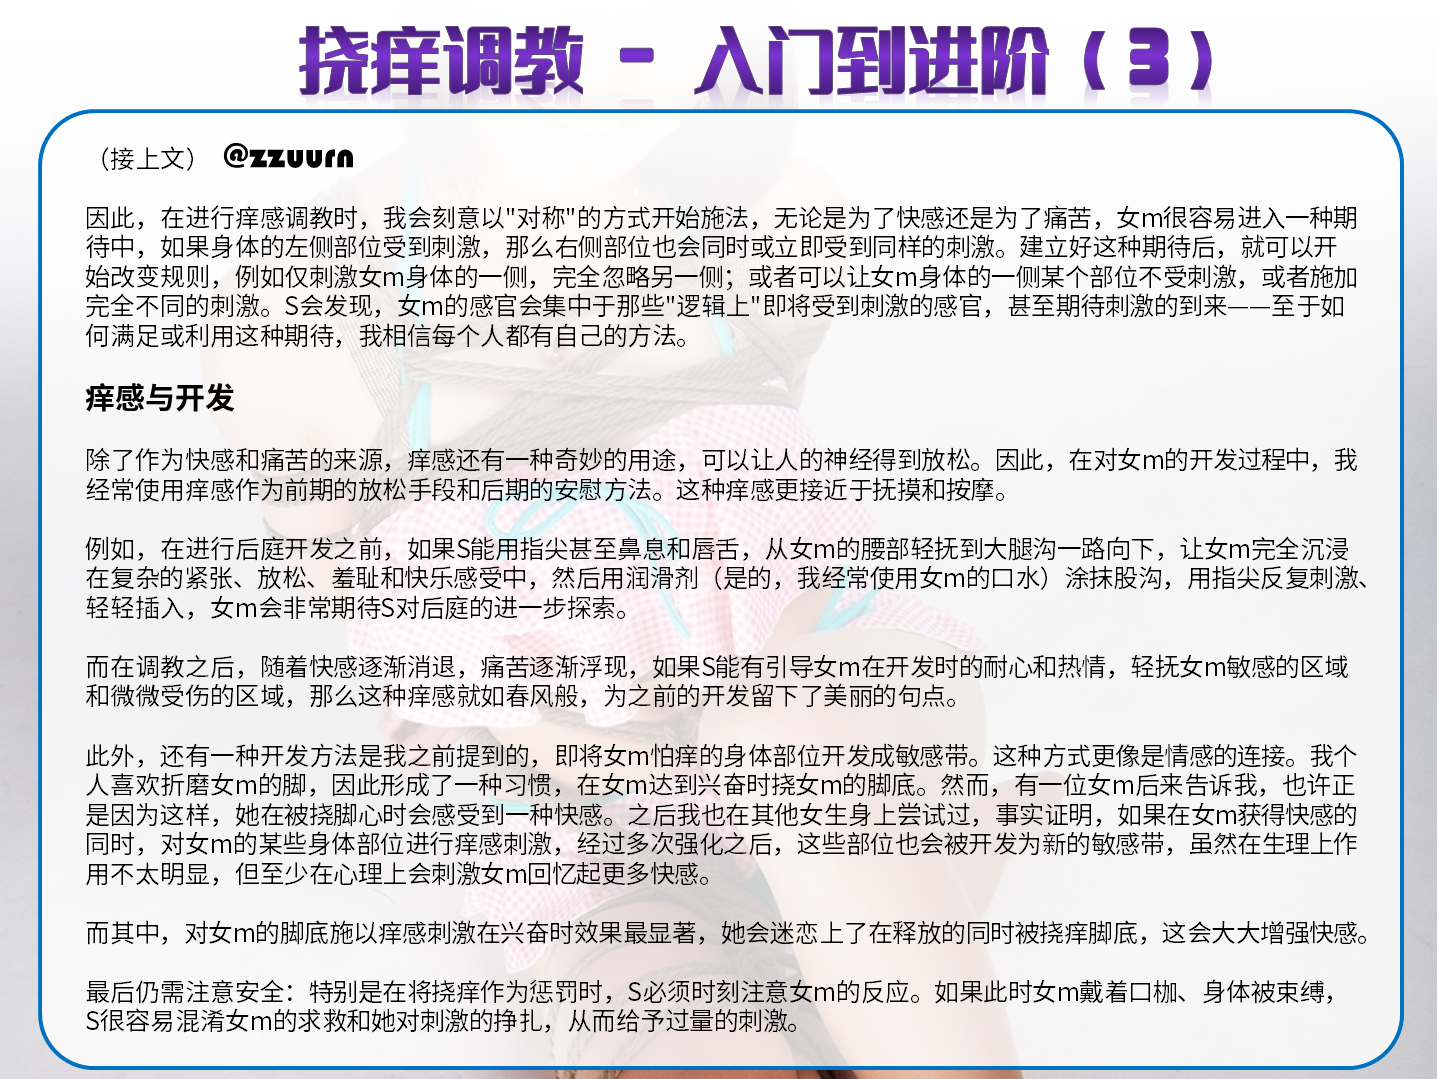 挠痒调教 - 入门到进阶（3）
（接上文） @zzuurn
因此，在进行痒感调教时，我会刻意以"对称"的方式开始施法，无论是为了快感还是为了痛苦，女m很容易进入一种期
待中，如果身体的左侧部位受到刺激，那么右侧部位也会同时或立即受到同样的刺激。建立好这种期待后，就可以开
始改变规则，例如仅刺激女m身体的一侧，完全忽略另一侧；或者可以让女m身体的一侧某个部位不受刺激，或者施加
完全不同的刺激。S会发现，女m的感官会集中于那些"逻辑上"即将受到刺激的感官，甚至期待刺激的到来——至于如
何满足或利用这种期待，我相信每个人都有自己的方法。
痒感与开发
除了作为快感和痛苦的来源，痒感还有一种奇妙的用途，可以让人的神经得到放松。因此，在对女m的开发过程中，我
经常使用痒感作为前期的放松手段和后期的安慰方法。这种痒感更接近于抚摸和按摩。
例如，在进行后庭开发之前，如果S能用指尖甚至鼻息和唇舌，从女m的腰部轻抚到大腿沟一路向下，让女m完全沉浸
在复杂的紧张、放松、羞耻和快乐感受中，然后用润滑剂（是的，我经常使用女m的口水）涂抹股沟，用指尖反复刺激、
轻轻插入，女m会非常期待S对后庭的进一步探索。
而在调教之后，随着快感逐渐消退，痛苦逐渐浮现，如果S能有引导女m在开发时的耐心和热情，轻抚女m敏感的区域
和微微受伤的区域，那么这种痒感就如春风般，为之前的开发留下了美丽的句点。
此外，还有一种开发方法是我之前提到的，即将女m怕痒的身体部位开发成敏感带。这种方式更像是情感的连接。我个
人喜欢折磨女m的脚，因此形成了一种习惯，在女m达到兴奋时挠女m的脚底。然而，有一位女m后来告诉我，也许正
是因为这样，她在被挠脚心时会感受到一种快感。之后我也在其他女生身上尝试过，事实证明，如果在女m获得快感的
同时，对女m的某些身体部位进行痒感刺激，经过多次强化之后，这些部位也会被开发为新的敏感带，虽然在生理上作
用不太明显，但至少在心理上会刺激女m回忆起更多快感。
而其中，对女m的脚底施以痒感刺激在兴奋时效果最显著，她会迷恋上了在释放的同时被挠痒脚底，这会大大增强快感。
最后仍需注意安全：特别是在将挠痒作为惩罚时，S必须时刻注意女m的反应。如果此时女m戴着口枷、身体被束缚，
S很容易混淆女m的求救和她对刺激的挣扎，从而给予过量的刺激。